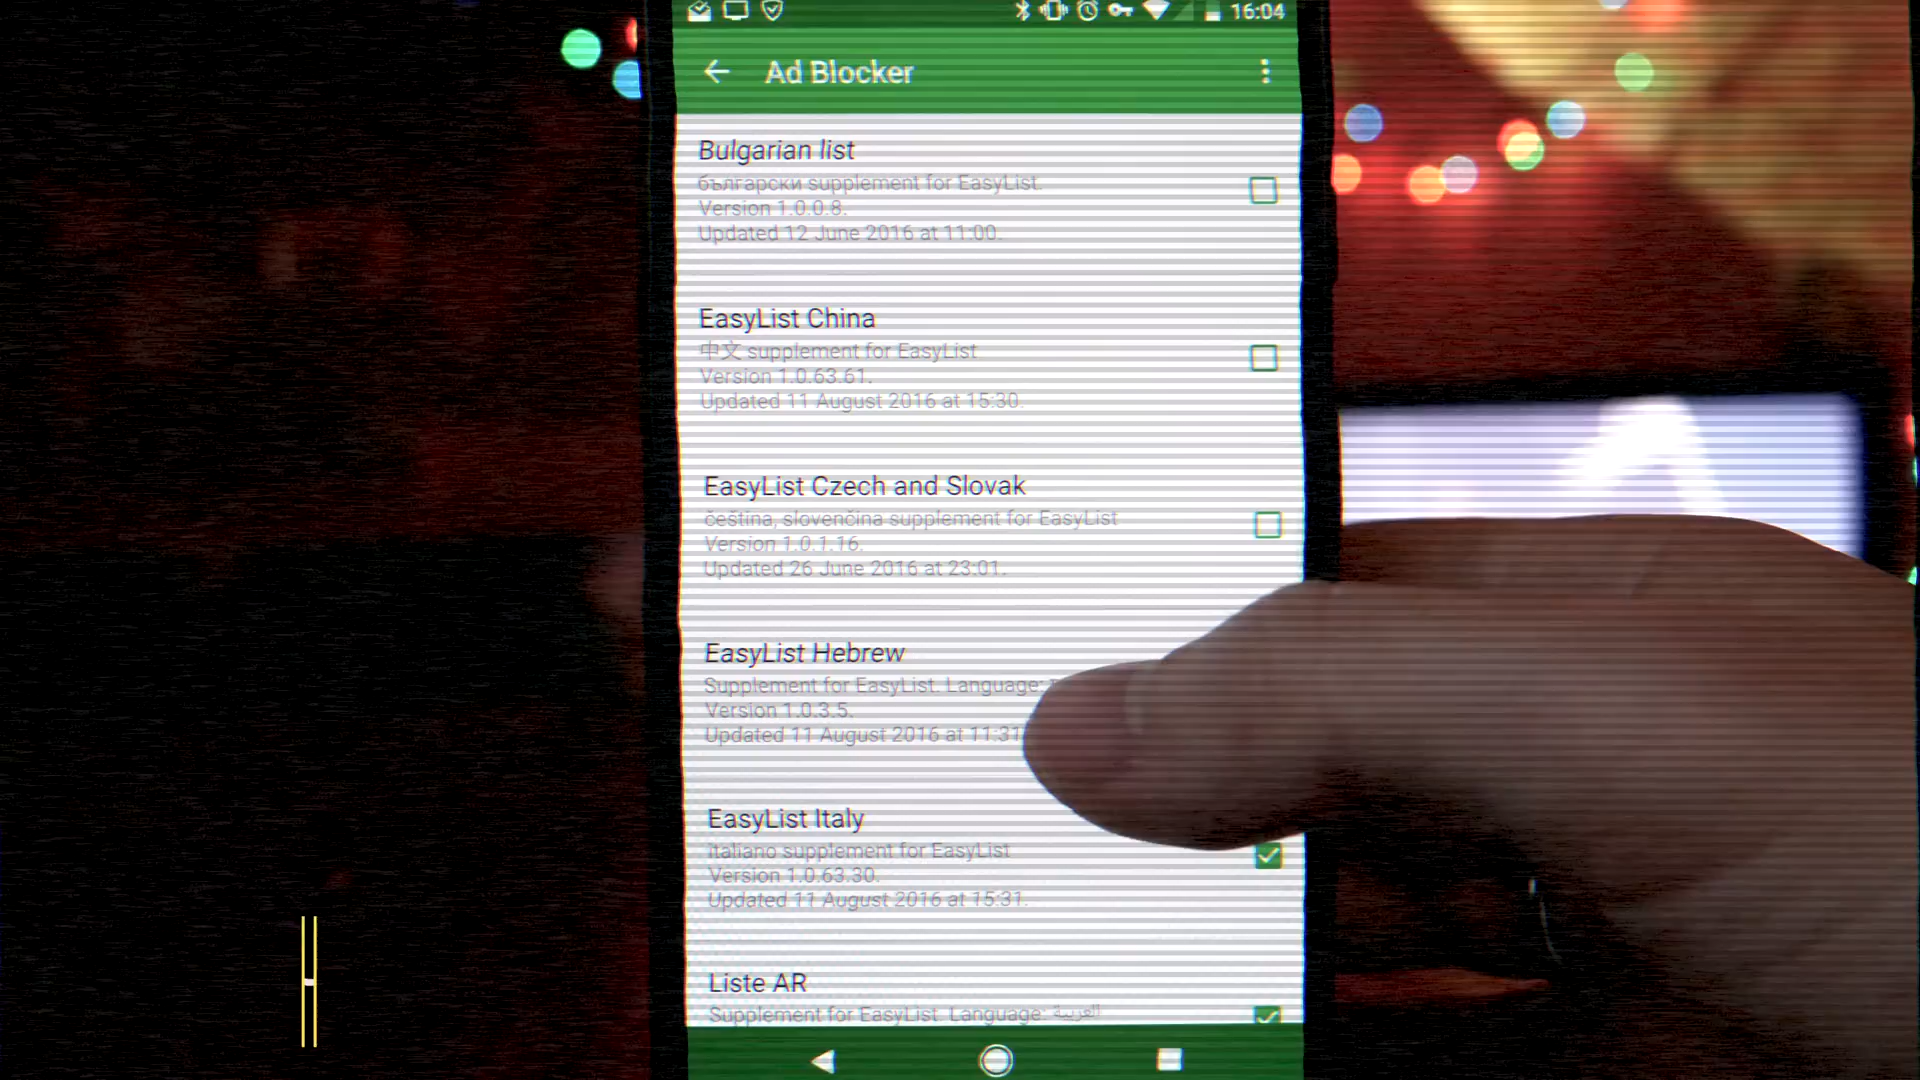 16:04
Ad Blocker
Bulgarian list
български supplement for EasyList.
Version 1.0.0.8.
Updated 12 June 2016 at 11:00.
EasyList China
中文 supplement for EasyList
Version 1.0.63.61.
Updated 11 August 2016 at 15:30.
EasyList Czech and Slovak
čeština, slovenčina supplement for EasyList
Version 1.0.1.16.
Updated 26 June 2016 at 23:01.
EasyList Hebrew
Supplement for EasyList. Language:
Version 1.0.3.5.
Updated 11 August 2016 at 11:31
EasyList Italy
italiano supplement for EasyList
Version 1.0.63.30.
Updated 11 August 2016 at 15:31.
Liste AR
Supplement for EasyList. Language: العربية